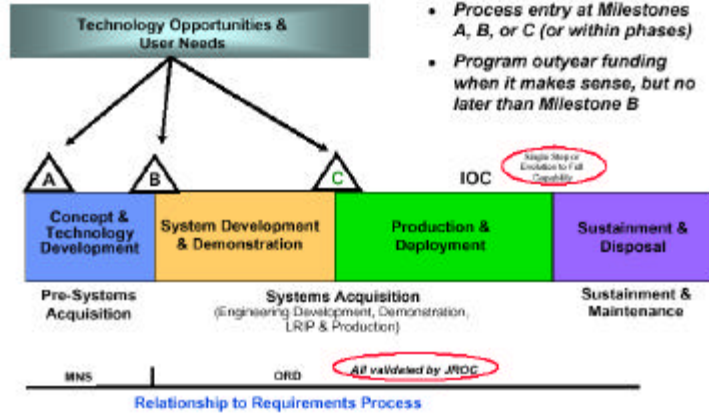 Technology Opportunities &
User Needs
• Process entry at Milestones
A, B, or C (or within phases)
• Program outyear funding
when it makes sense, but no
later than Milestone B
A
B
C
IOC
Single Step or
Evolution to Full
Capability
Concept &
Technology
Development
System Development
& Demonstration
Production &
Deployment
Sustainment &
Disposal
Pre-Systems
Acquisition
Systems Acquisition
(Engineering Development, Demonstration,
LRIP & Production)
Sustainment &
Maintenance
MNS
ORD
All validated by JROC
Relationship to Requirements Process